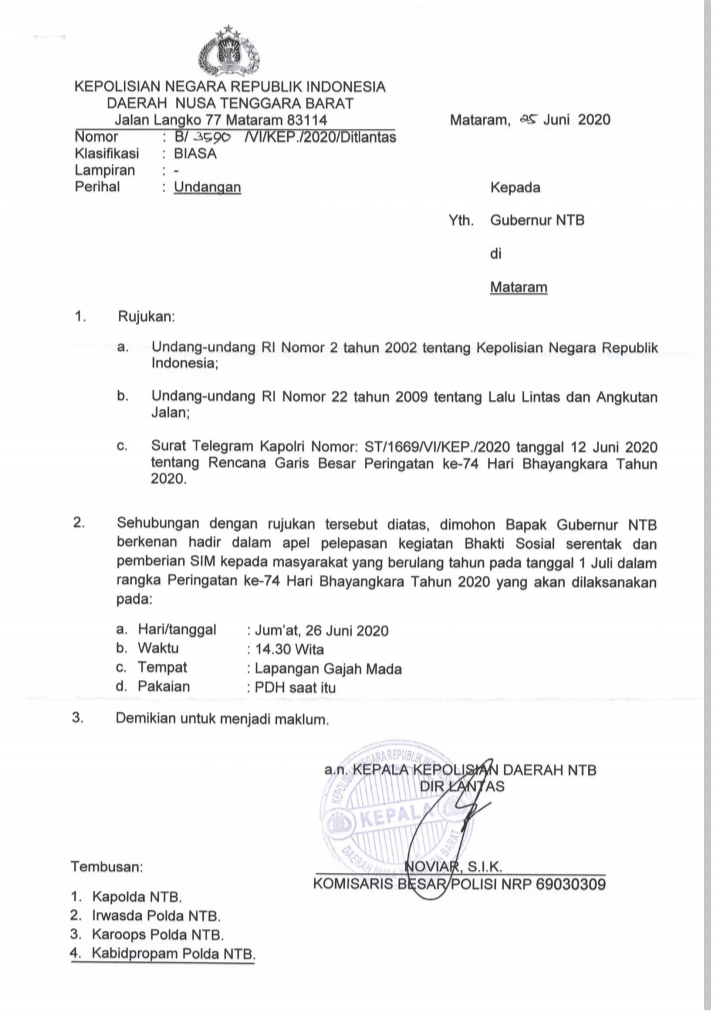 KEPOLISIAN NEGARA REPUBLIK INDONESIA
DAERAH NUSA TENGGARA BARAT
Jalan Langko 77 Mataram 83114
Mataram, 25 Juni 2020
Nomor : B/ 3590 /VI/KEP./2020/Ditlantas
Klasifikasi : BIASA
Lampiran : -
Perihal : Undangan
Kepada
Yth. Gubernur NTB
di
Mataram
1. Rujukan:
a. Undang-undang RI Nomor 2 tahun 2002 tentang Kepolisian Negara Republik
Indonesia;
b. Undang-undang RI Nomor 22 tahun 2009 tentang Lalu Lintas dan Angkutan
Jalan;
c. Surat Telegram Kapolri Nomor: ST/1669/VI/KEP./2020 tanggal 12 Juni 2020
tentang Rencana Garis Besar Peringatan ke-74 Hari Bhayangkara Tahun
2020.
2. Sehubungan dengan rujukan tersebut diatas, dimohon Bapak Gubernur NTB
berkenan hadir dalam apel pelepasan kegiatan Bhakti Sosial serentak dan
pemberian SIM kepada masyarakat yang berulang tahun pada tanggal 1 Juli dalam
rangka Peringatan ke-74 Hari Bhayangkara Tahun 2020 yang akan dilaksanakan
pada:
a. Hari/tanggal : Jum'at, 26 Juni 2020
b. Waktu : 14.30 Wita
c. Tempat : Lapangan Gajah Mada
d. Pakaian : PDH saat itu
3. Demikian untuk menjadi maklum.
a.n. KEPALA KEPOLISIAN DAERAH NTB
DIR LANTAS
KEPALA
NOVIAR, S.I.K.
KOMISARIS BESAR POLISI NRP 69030309
Tembusan:
1. Kapolda NTB.
2. Irwasda Polda NTB.
3. Karoops Polda NTB.
4. Kabidpropam Polda NTB.